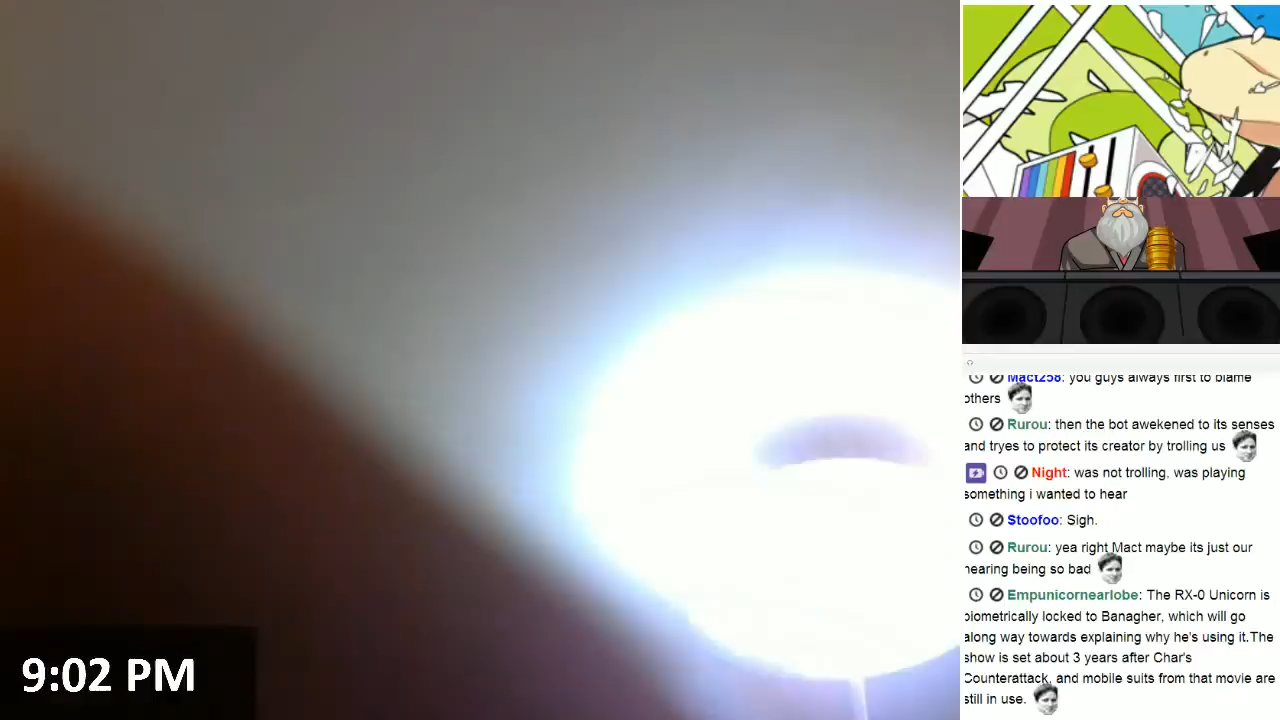 Mact258: you guys always first to blame
others
Rurou: then the bot awekened to its senses
and tryes to protect its creator by trolling us
Night: was not trolling, was playing
something i wanted to hear
Stoofoo: Sigh.
Rurou: yea right Mact maybe its just our
hearing being so bad
Empunicornearlobe: The RX-0 Unicorn is
biometrically locked to Banagher, which will go
along way towards explaining why he's using it.The
show is set about 3 years after Char's
Counterattack, and mobile suits from that movie are
still in use.
9:02 PM